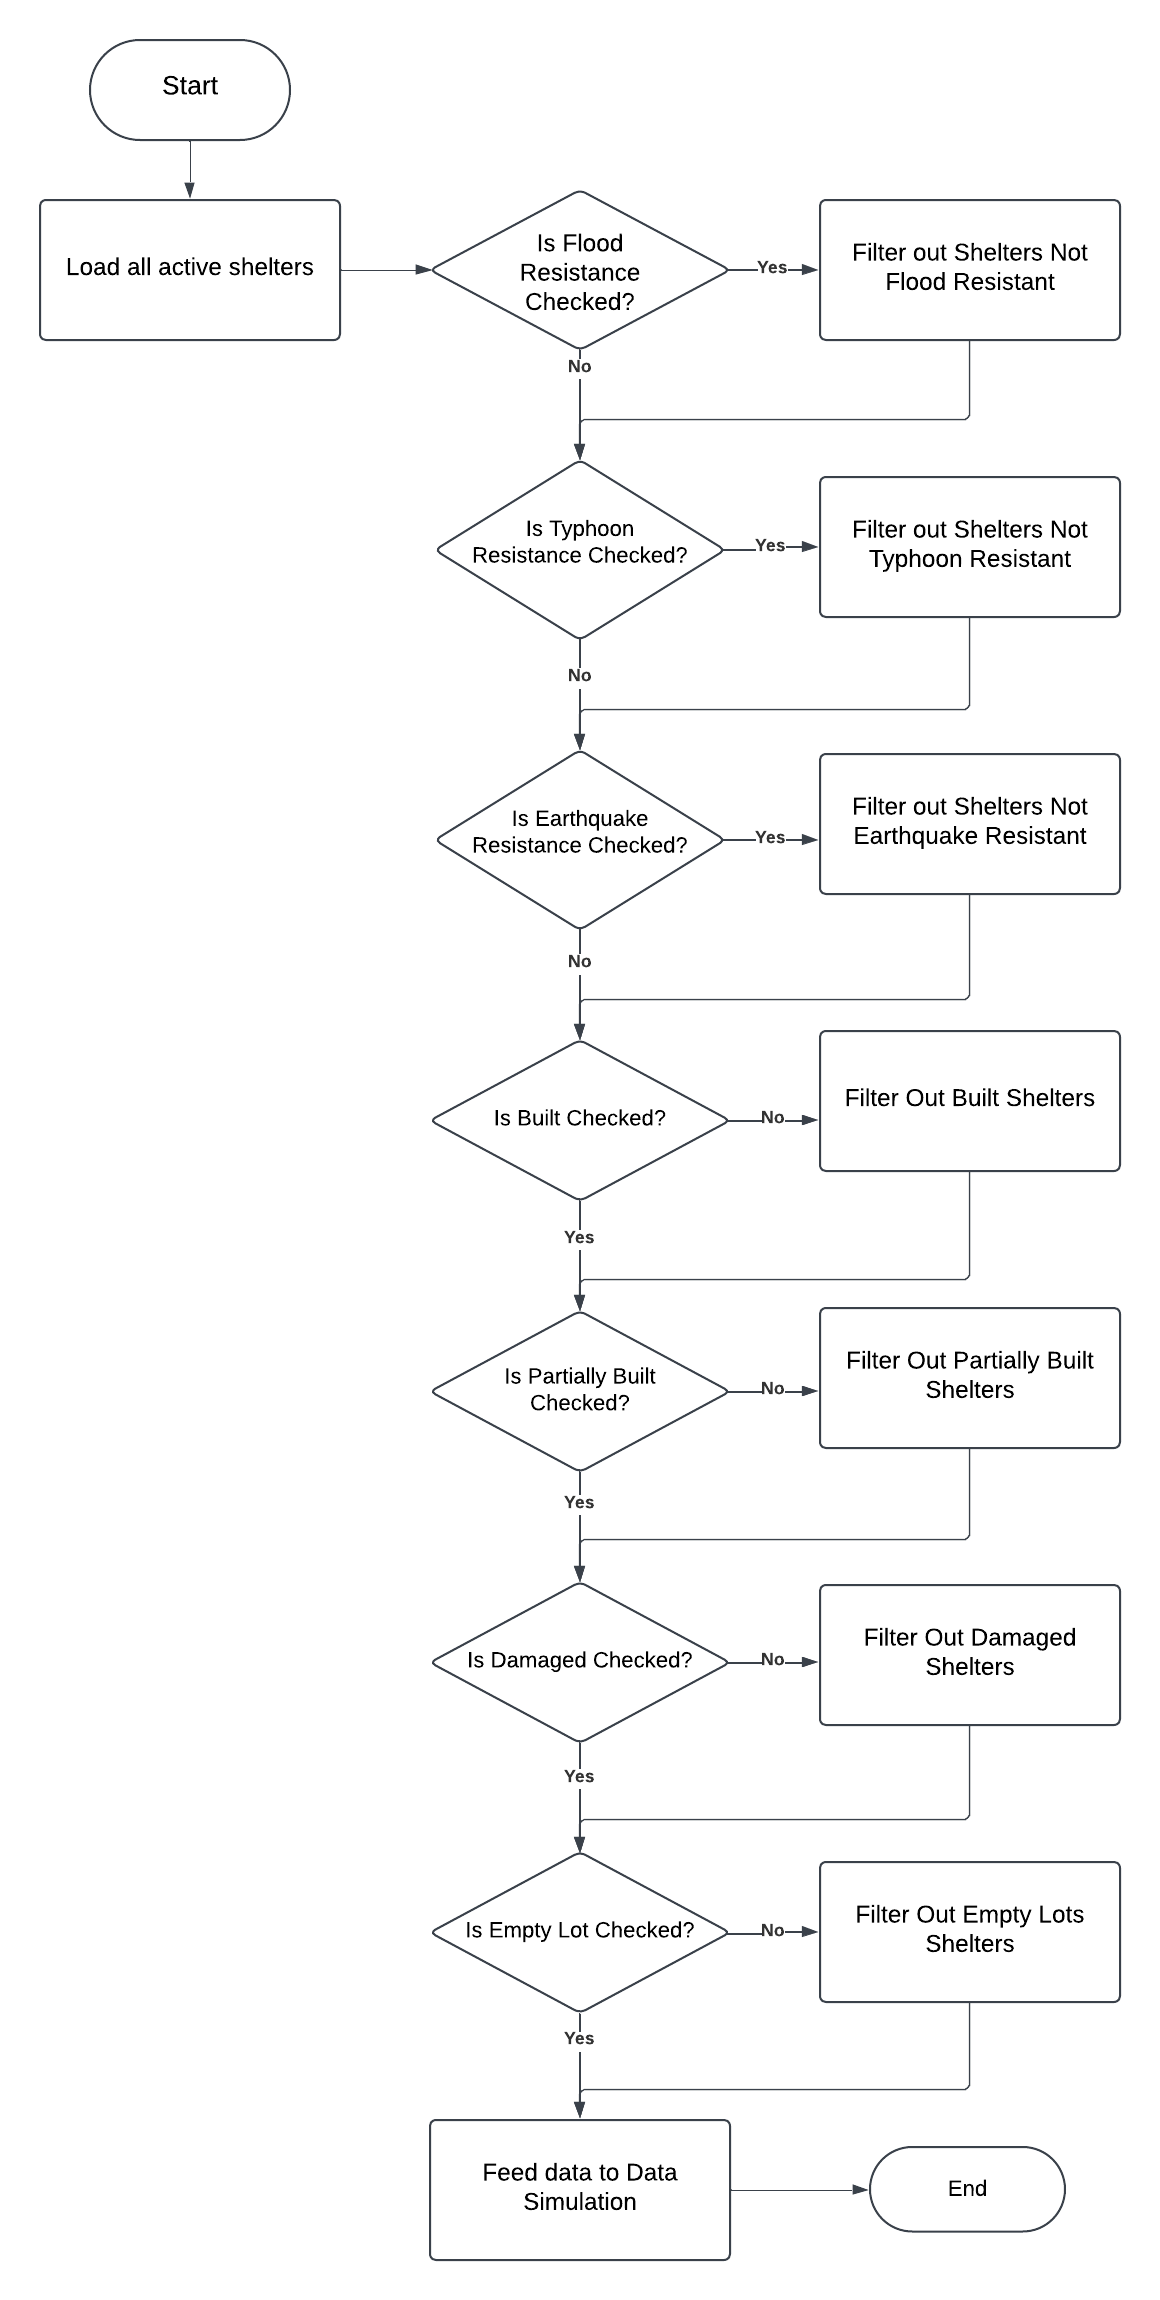 Start
Load all active shelters
Is Flood
Resistance
Checked?
Yes
Filter out Shelters Not
Flood Resistant
No
Is Typhoon
Resistance Checked?
Yes
Filter out Shelters Not
Typhoon Resistant
No
Is Earthquake
Resistance Checked?
Yes
Filter out Shelters Not
Earthquake Resistant
No
Is Built Checked?
No
Filter Out Built Shelters
Yes
Is Partially Built
Checked?
No
Filter Out Partially Built
Shelters
Yes
Is Damaged Checked?
No
Filter Out Damaged
Shelters
Yes
Is Empty Lot Checked?
No
Filter Out Empty Lots
Shelters
Yes
Feed data to Data
Simulation
End